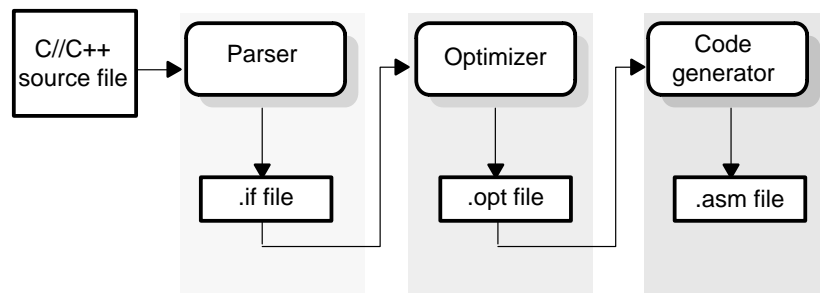 C//C++
source file
Parser
Optimizer
Code
generator
.if file
.opt file
.asm file